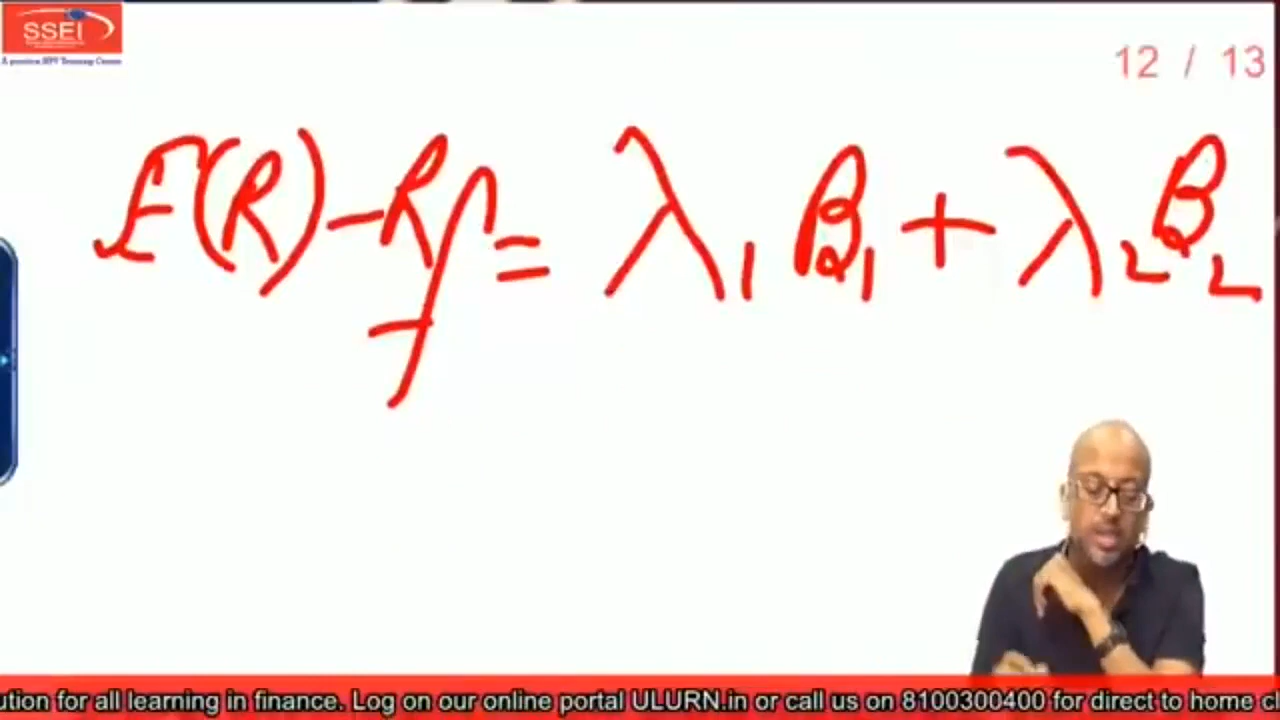 SSEI
12 / 13
E(R) - Rf = λ1 β1 + λ2 β2
ution for all learning in finance. Log on our online portal ULURN.in or call us on 8100300400 for direct to home cl